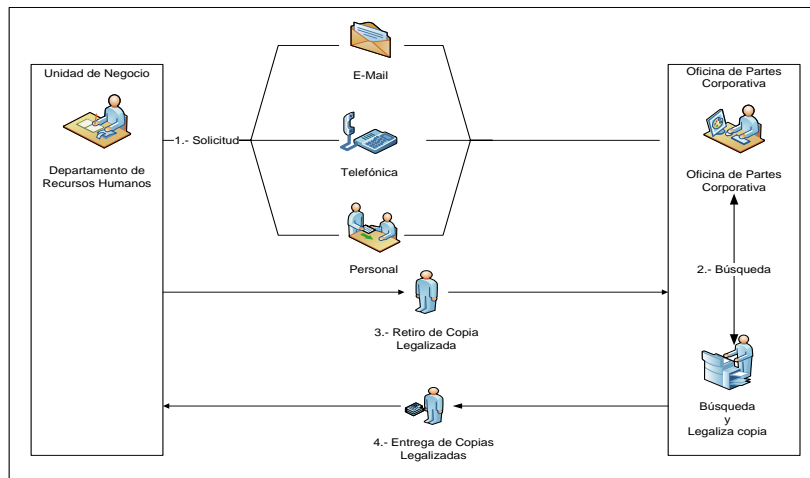 Unidad de Negocio
Departamento de
Recursos Humanos
1.- Solicitud
E-Mail
Telefónica
Personal
3.- Retiro de Copia
Legalizada
4.- Entrega de Copias
Legalizadas
Oficina de Partes
Corporativa
Oficina de Partes
Corporativa
2.- Búsqueda
Búsqueda
y
Legaliza copia